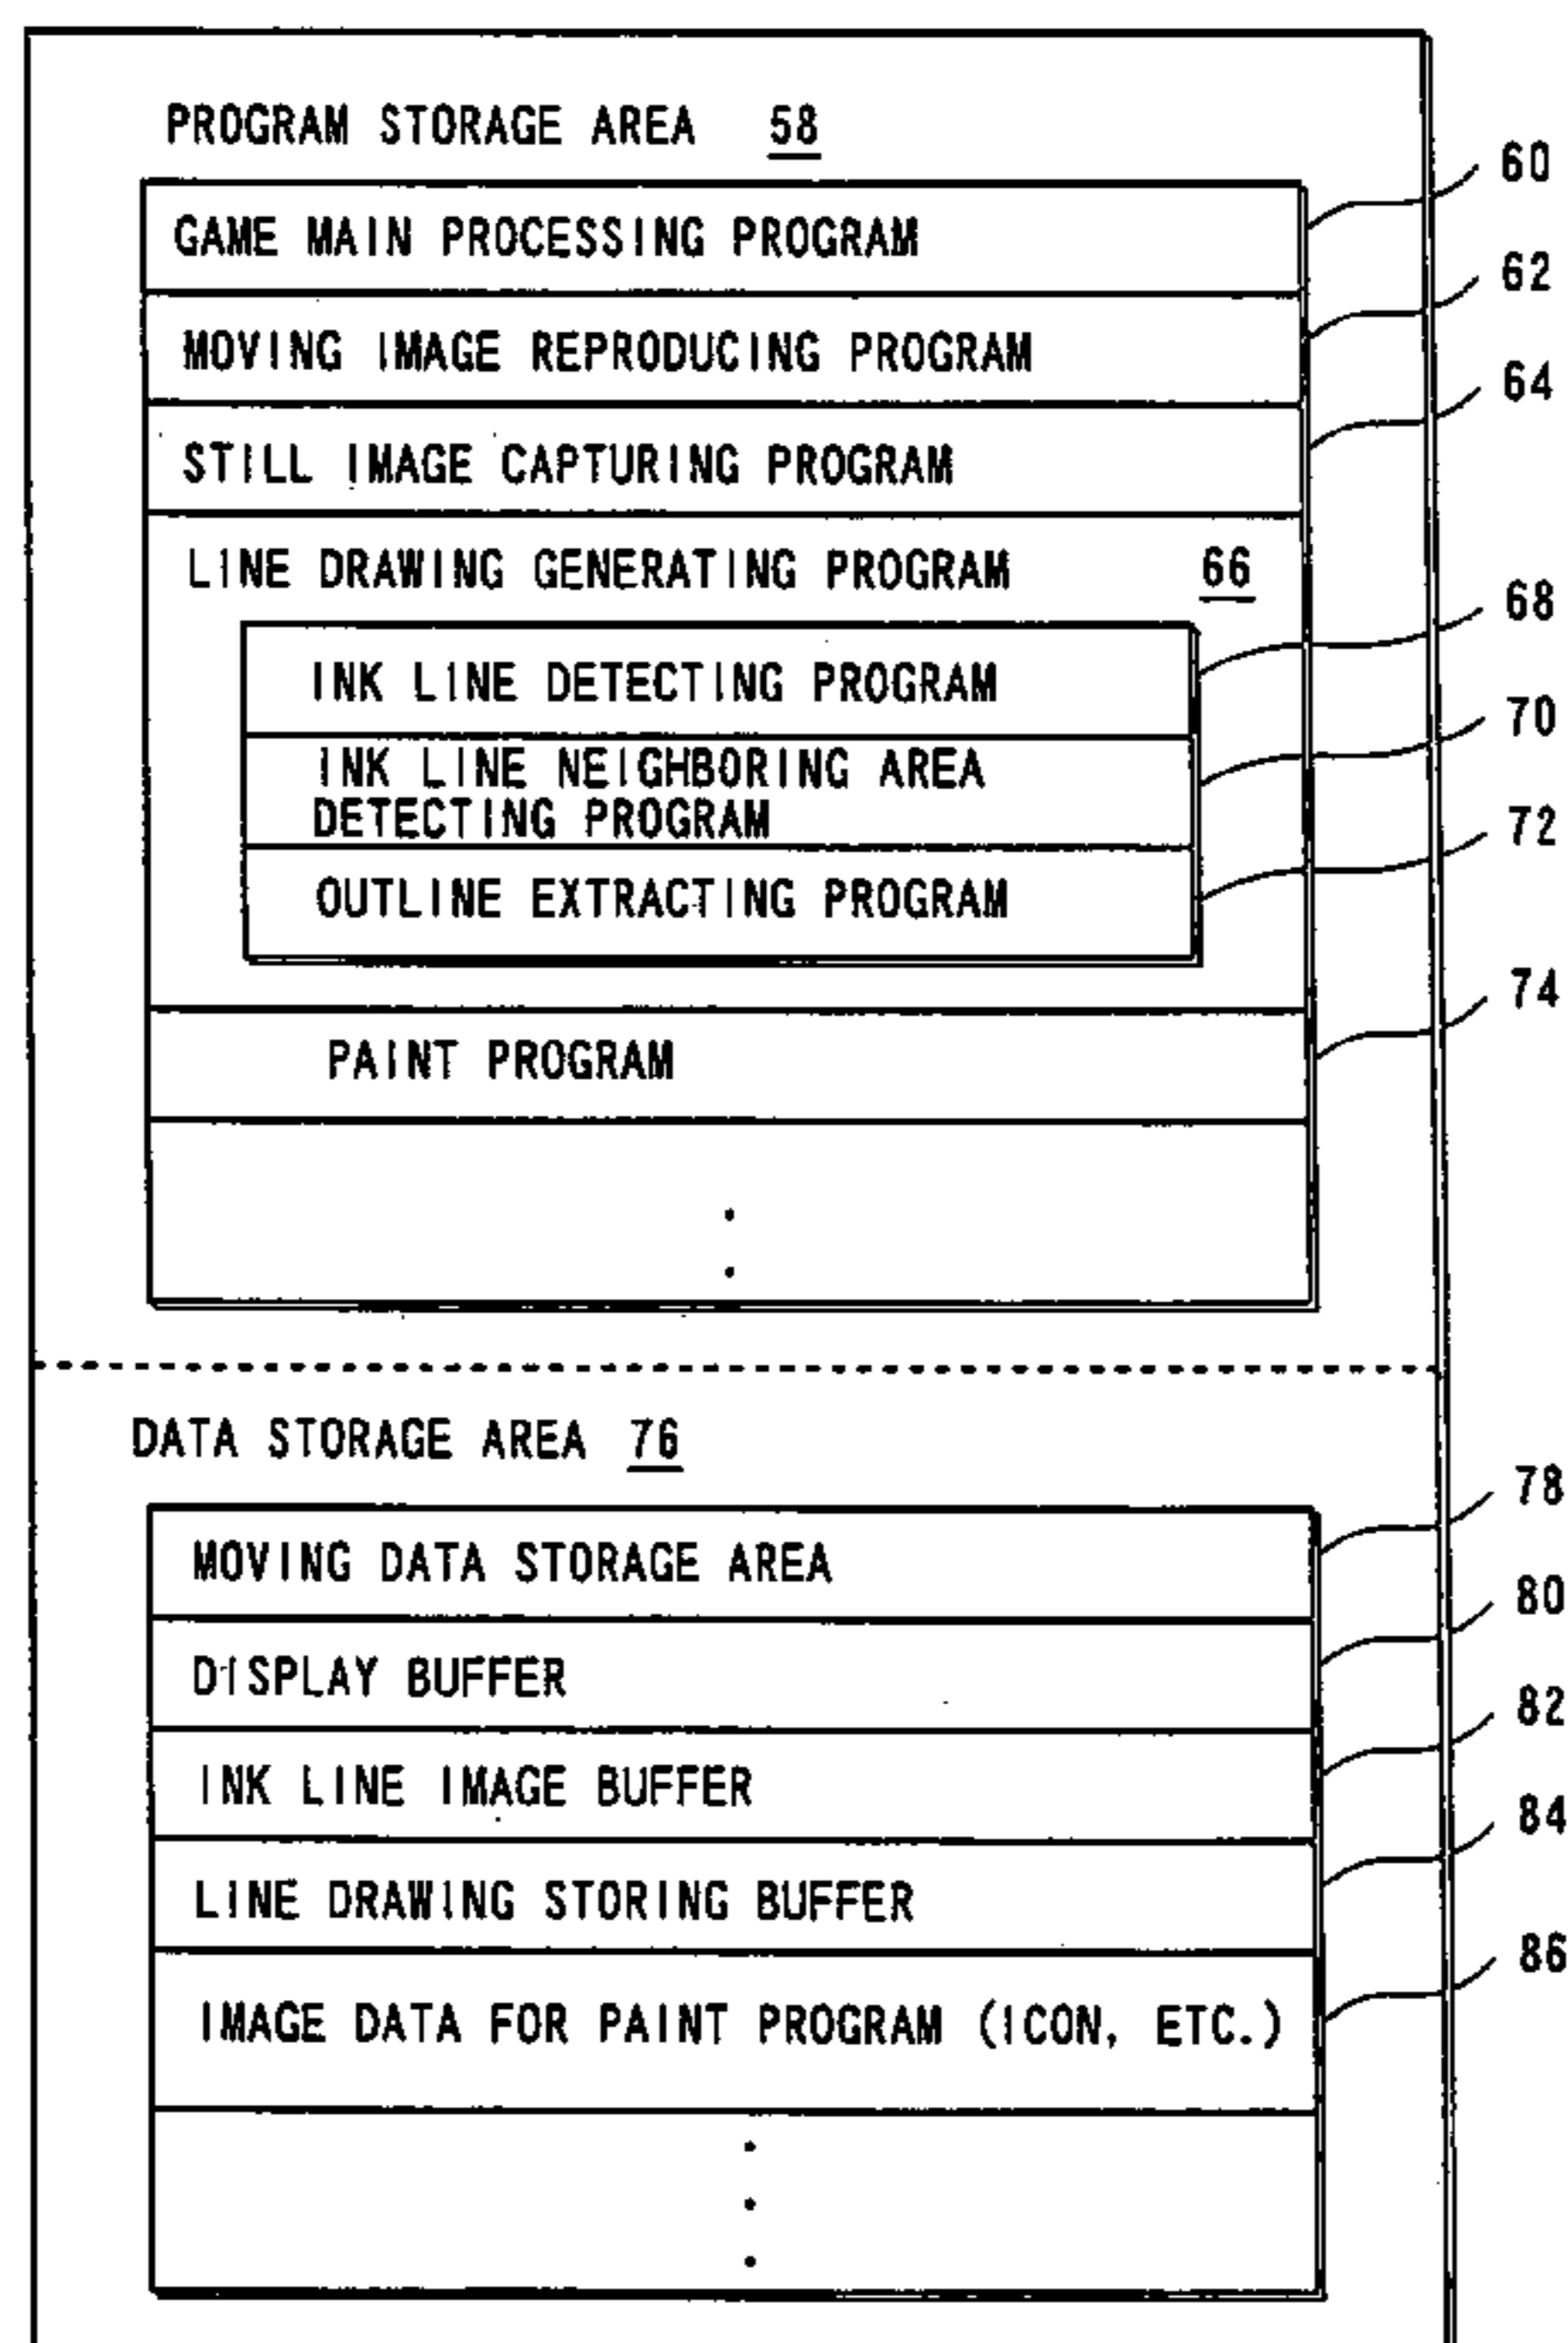 PROGRAM STORAGE AREA 58
GAME MAIN PROCESSING PROGRAM 60
MOVING IMAGE REPRODUCING PROGRAM 62
STILL IMAGE CAPTURING PROGRAM 64
LINE DRAWING GENERATING PROGRAM 66
INK LINE DETECTING PROGRAM 68
INK LINE NEIGHBORING AREA 70
DETECTING PROGRAM
OUTLINE EXTRACTING PROGRAM 72
PAINT PROGRAM 74
DATA STORAGE AREA 76
MOVING DATA STORAGE AREA 78
DISPLAY BUFFER 80
INK LINE IMAGE BUFFER 82
LINE DRAWING STORING BUFFER 84
IMAGE DATA FOR PAINT PROGRAM (ICON, ETC.) 86